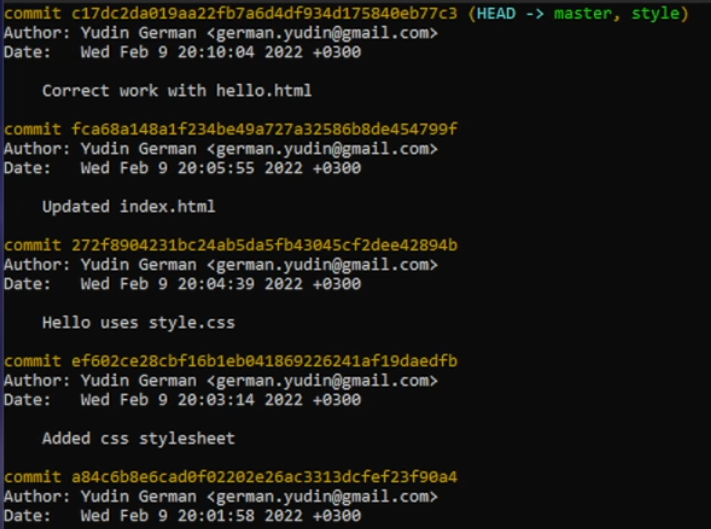 commit c17dc2da019aa22fb7a6d4df934d175840eb77c3 (HEAD -> master, style)
Author: Yudin German <german.yudin@gmail.com>
Date:   Wed Feb 9 20:10:04 2022 +0300
Correct work with hello.html
commit fca68a148a1f234be49a727a32586b8de454799f
Author: Yudin German <german.yudin@gmail.com>
Date:   Wed Feb 9 20:05:55 2022 +0300
Updated index.html
commit 272f8904231bc24ab5da5fb43045cf2dee42894b
Author: Yudin German <german.yudin@gmail.com>
Date:   Wed Feb 9 20:04:39 2022 +0300
Hello uses style.css
commit ef602ce28cbf16b1eb041869226241af19daedfb
Author: Yudin German <german.yudin@gmail.com>
Date:   Wed Feb 9 20:03:14 2022 +0300
Added css stylesheet
commit a84c6b8e6cad0f02202e26ac3313dcfef23f90a4
Author: Yudin German <german.yudin@gmail.com>
Date:   Wed Feb 9 20:01:58 2022 +0300